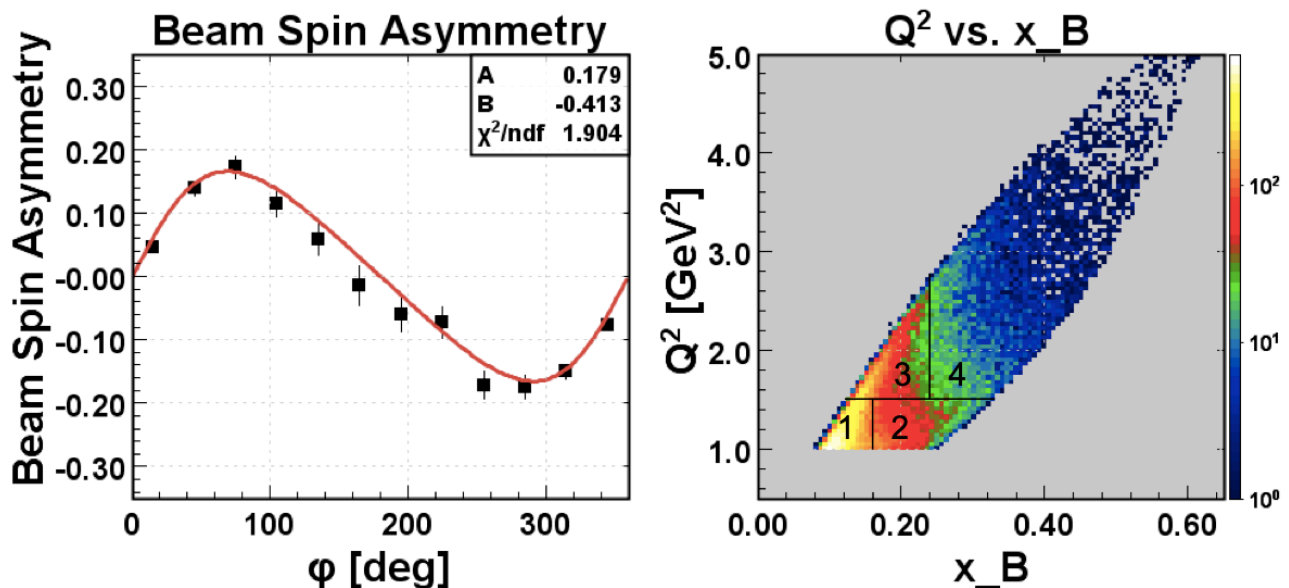 Beam Spin Asymmetry
Beam Spin Asymmetry
0.30
0.20
0.10
-0.00
-0.10
-0.20
-0.30
A 0.179
B -0.413
χ²/ndf 1.904
0 100 200 300
φ [deg]
Q² vs. x_B
Q² [GeV²]
5.0
4.0
3.0
2.0
1.0
3 4
1 2
0.00 0.20 0.40 0.60
x_B
10²
10¹
10⁰